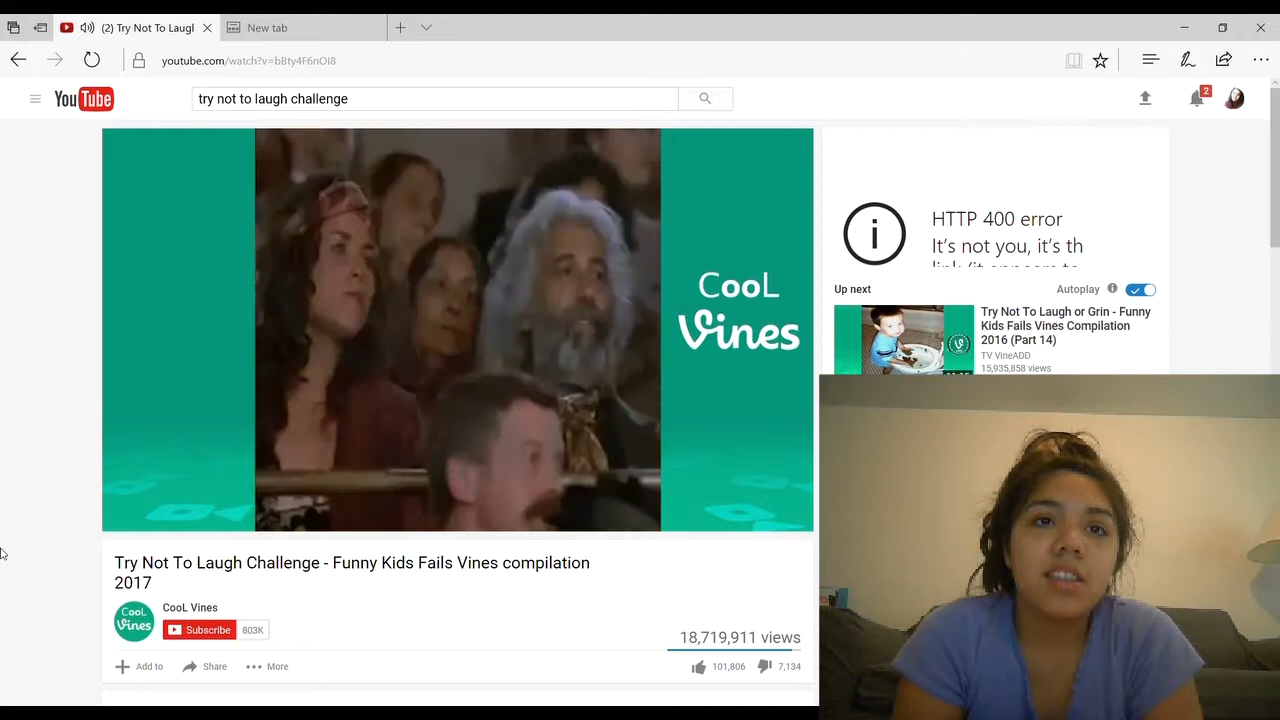 (2) Try Not To Laugl
New tab
youtube.com/watch?v=bBty4F6nOI8
YouTube
try not to laugh challenge
2
CooL
Vines
HTTP 400 error
It's not you, it's th
Up next
Autoplay
Try Not To Laugh or Grin - Funny
Kids Fails Vines Compilation
2016 (Part 14)
TV VineADD
15,935,858 views
Try Not To Laugh Challenge - Funny Kids Fails Vines compilation
2017
CooL
Vines
CooL Vines
Subscribe 803K
18,719,911 views
Add to
Share
More
101,806
7,134